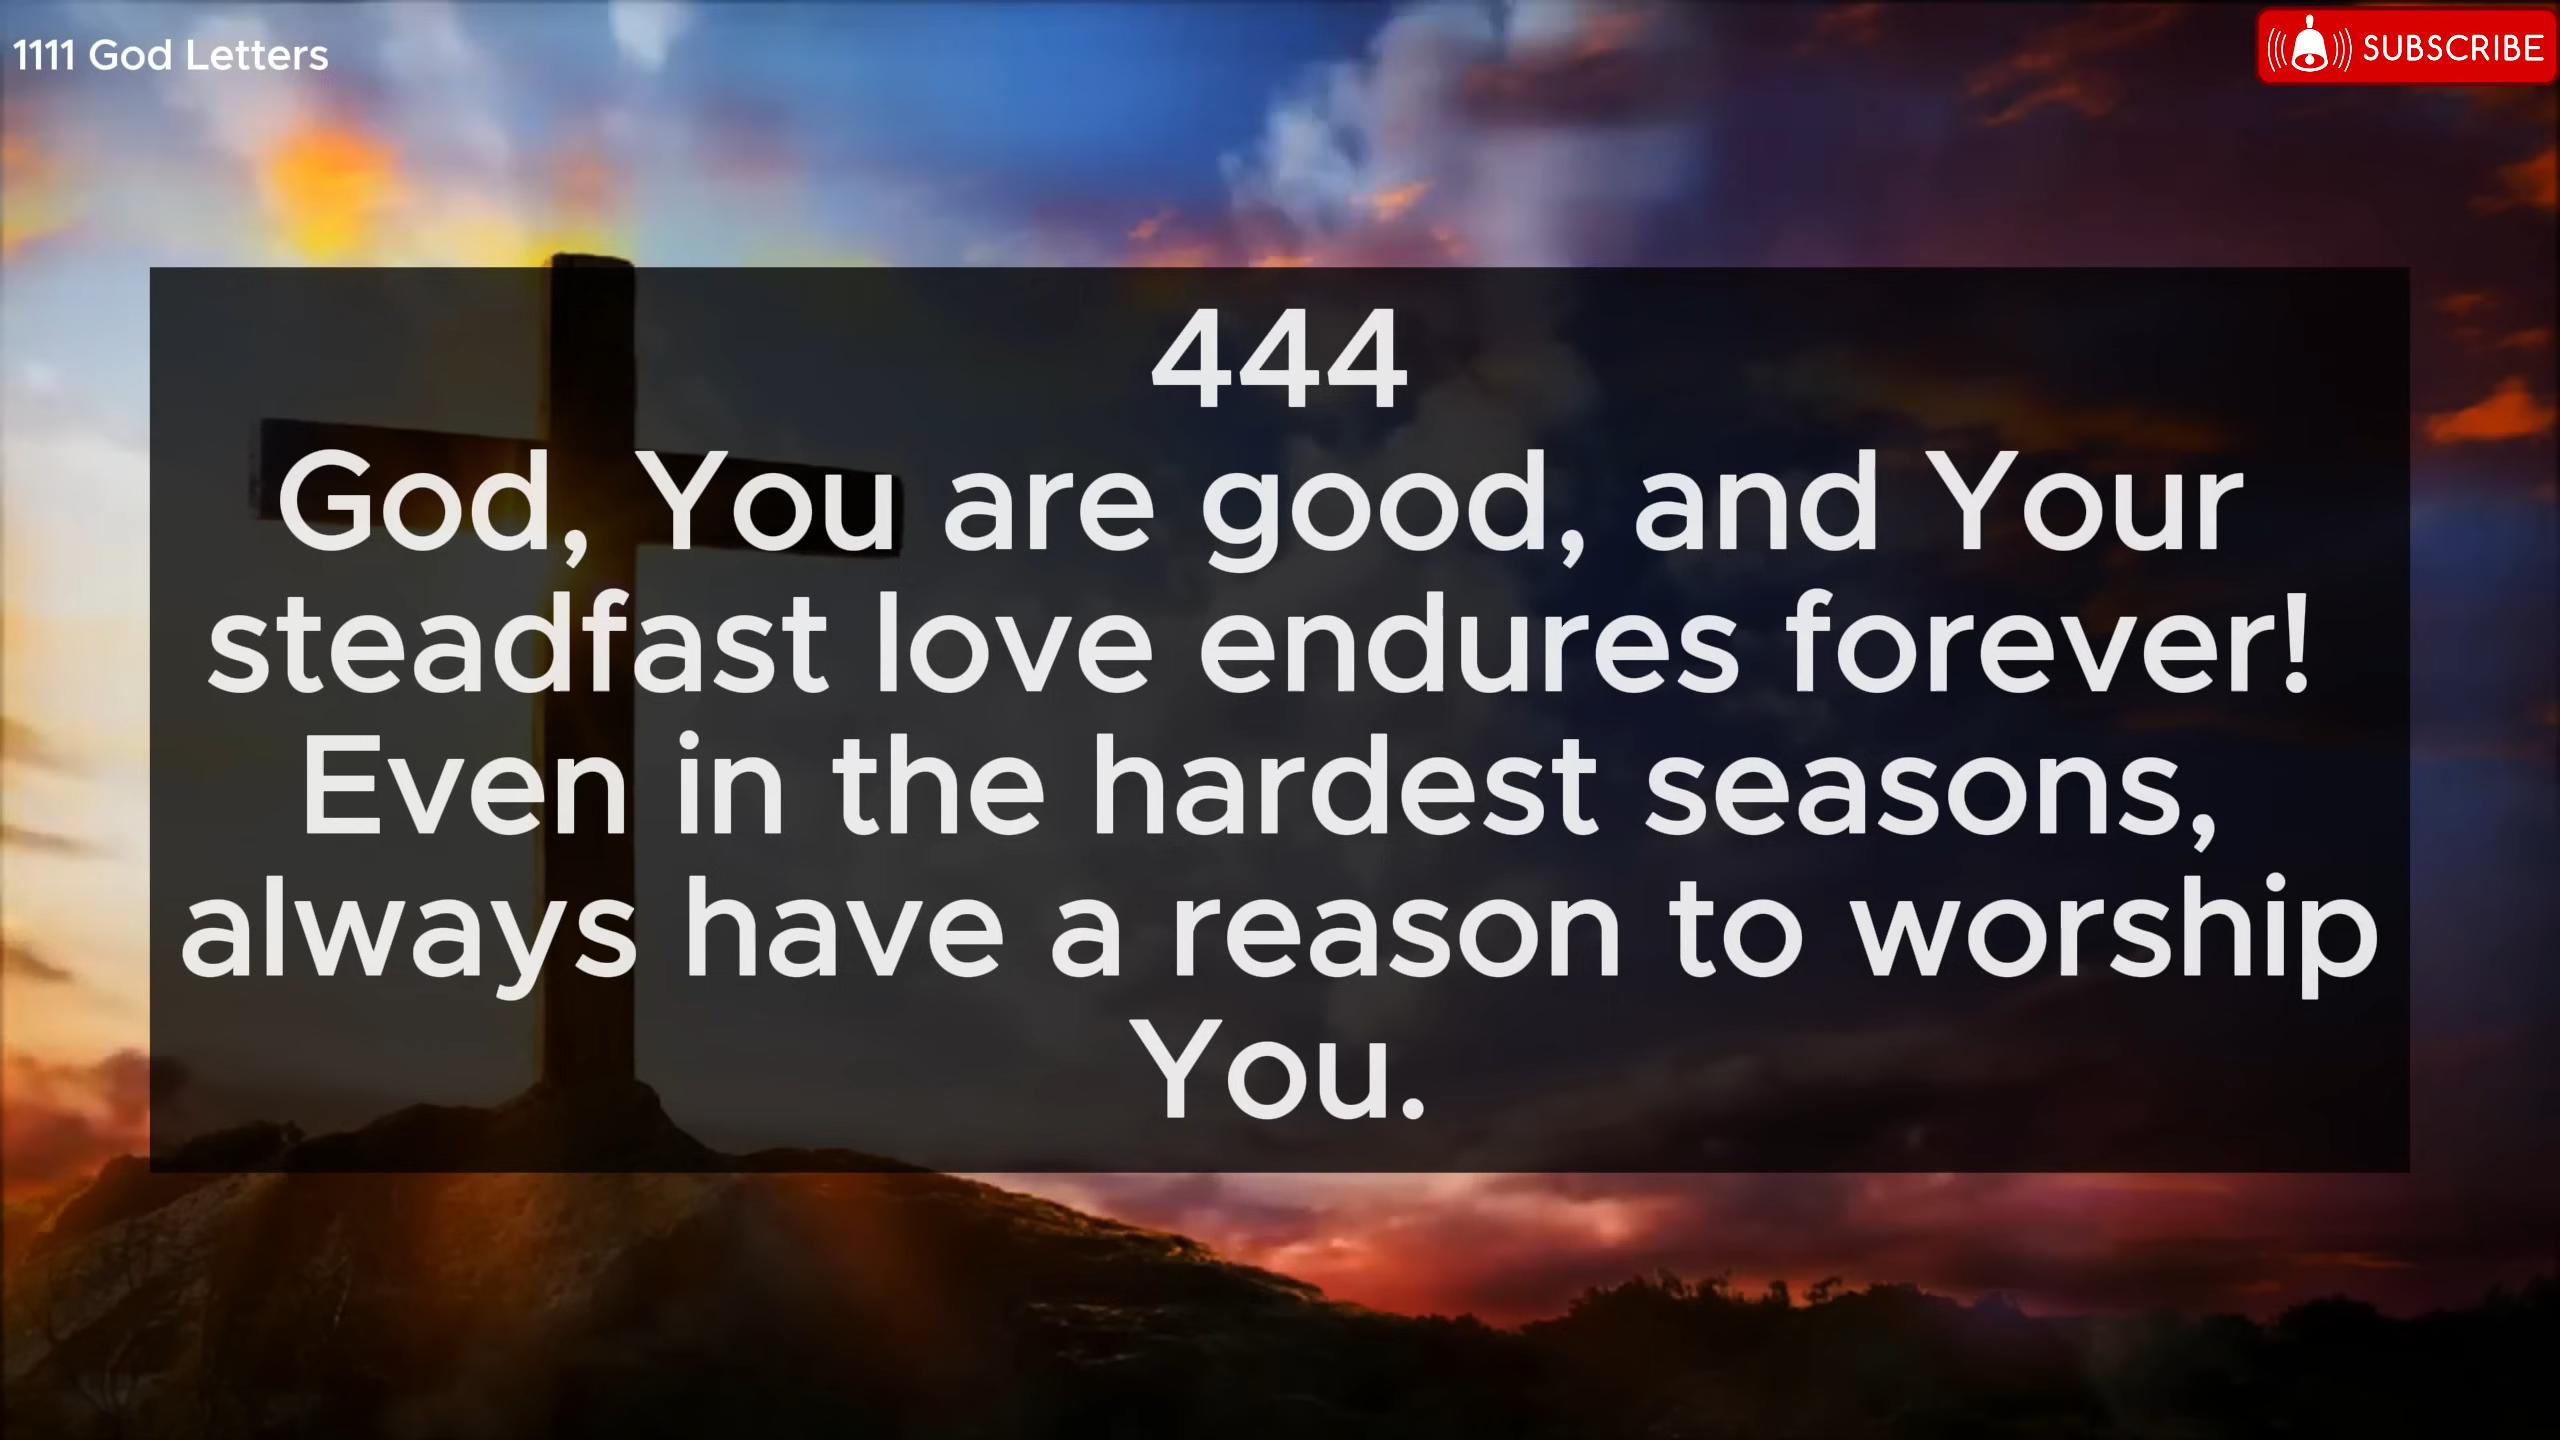 1111 God Letters
SUBSCRIBE
444
God, You are good, and Your
steadfast love endures forever!
Even in the hardest seasons,
always have a reason to worship
You.